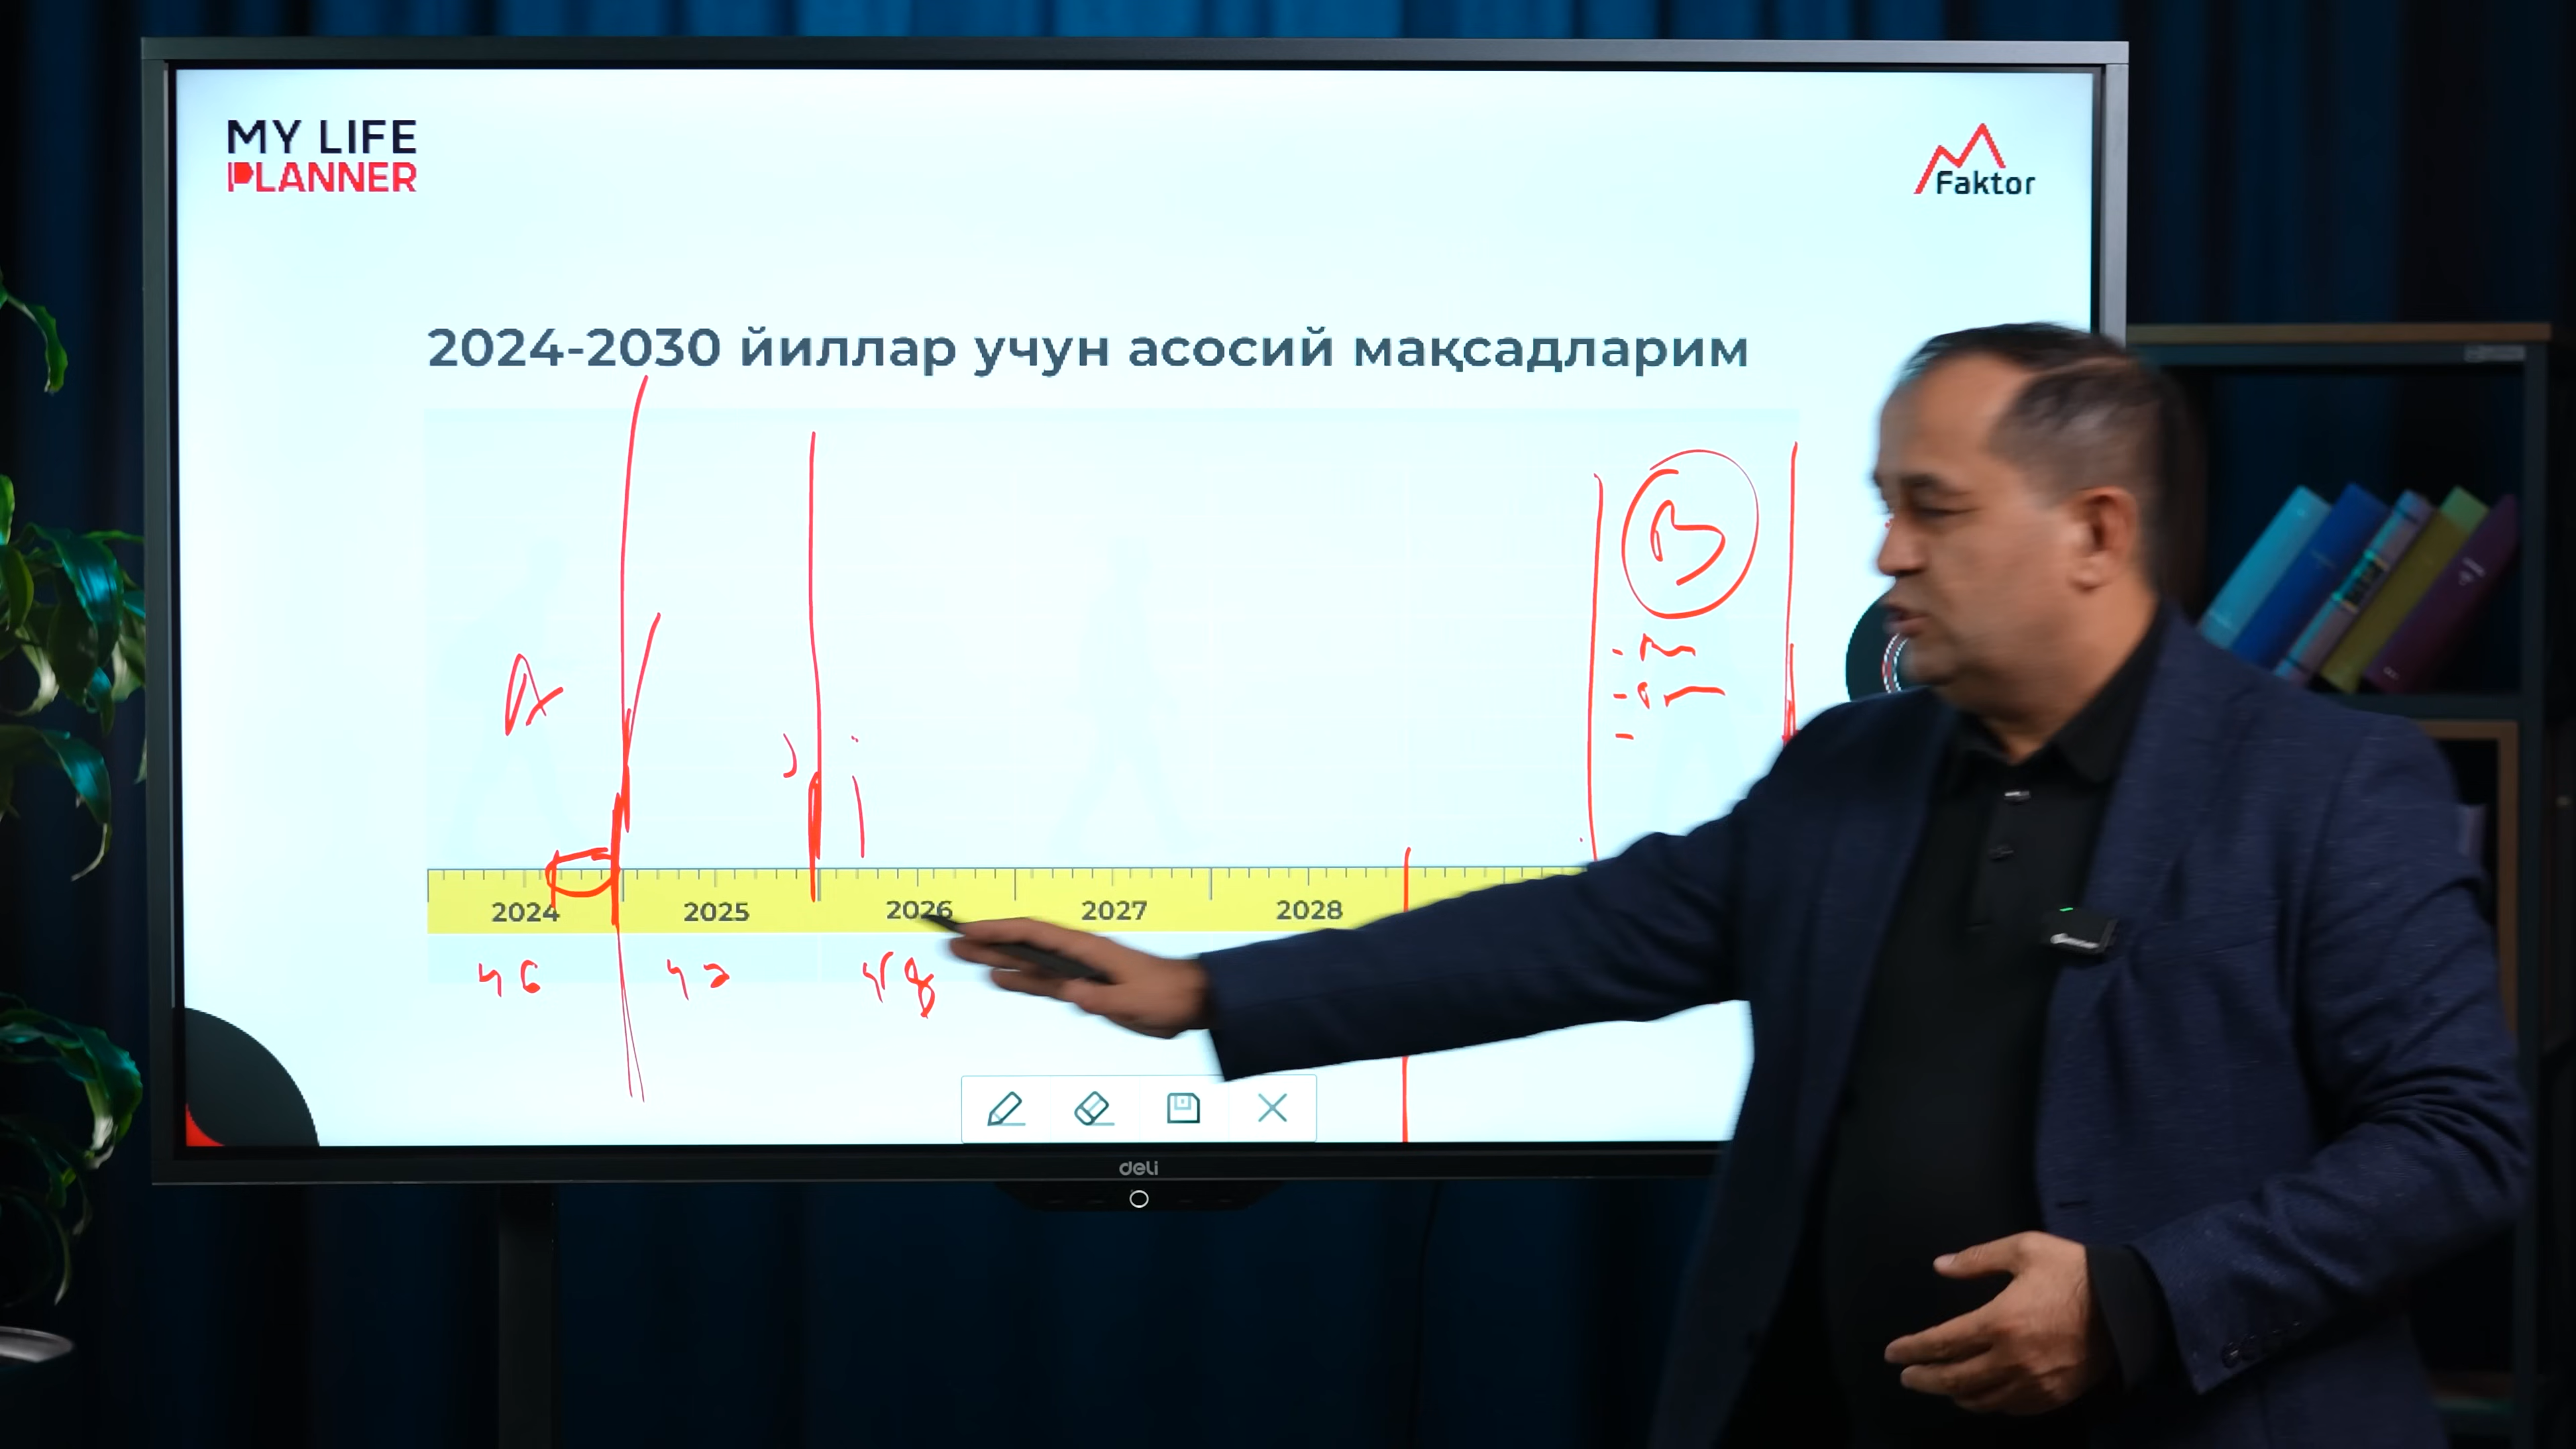 MY LIFE
PLANNER
Faktor
2024-2030 йиллар учун асосий мақсадларим
B
A
2024 2025 2026 2027 2028
46 47 48
deli